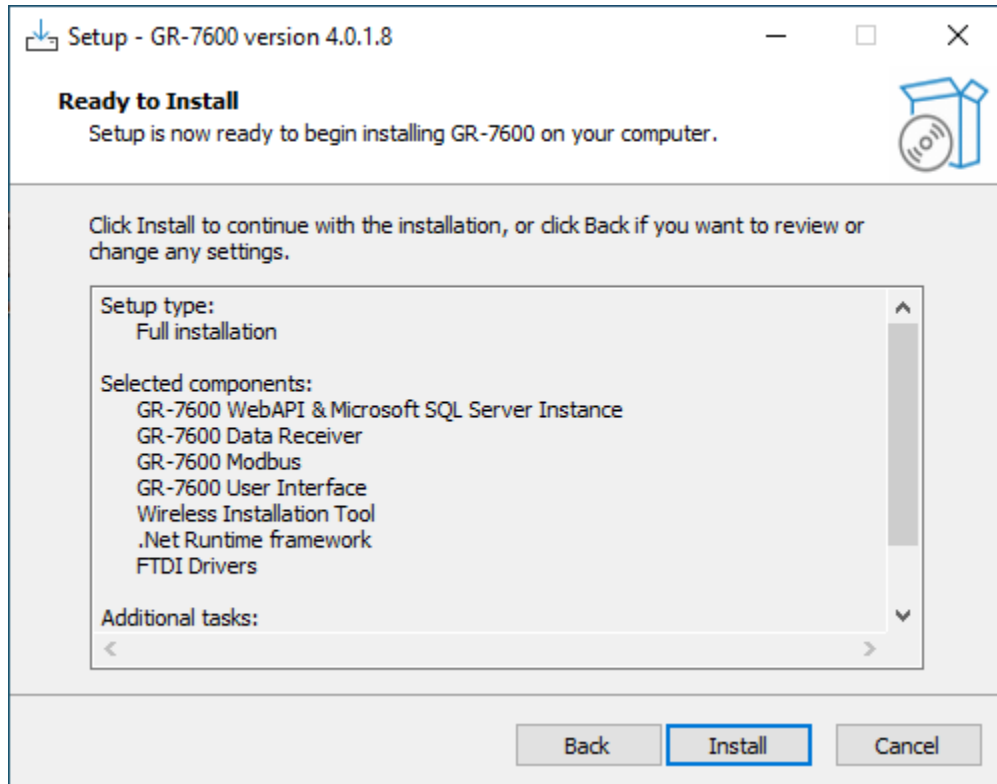 Setup - GR-7600 version 4.0.1.8
Ready to Install
Setup is now ready to begin installing GR-7600 on your computer.
Click Install to continue with the installation, or click Back if you want to review or
change any settings.
Setup type:
Full installation
Selected components:
GR-7600 WebAPI & Microsoft SQL Server Instance
GR-7600 Data Receiver
GR-7600 Modbus
GR-7600 User Interface
Wireless Installation Tool
.Net Runtime framework
FTDI Drivers
Additional tasks:
Back Install Cancel